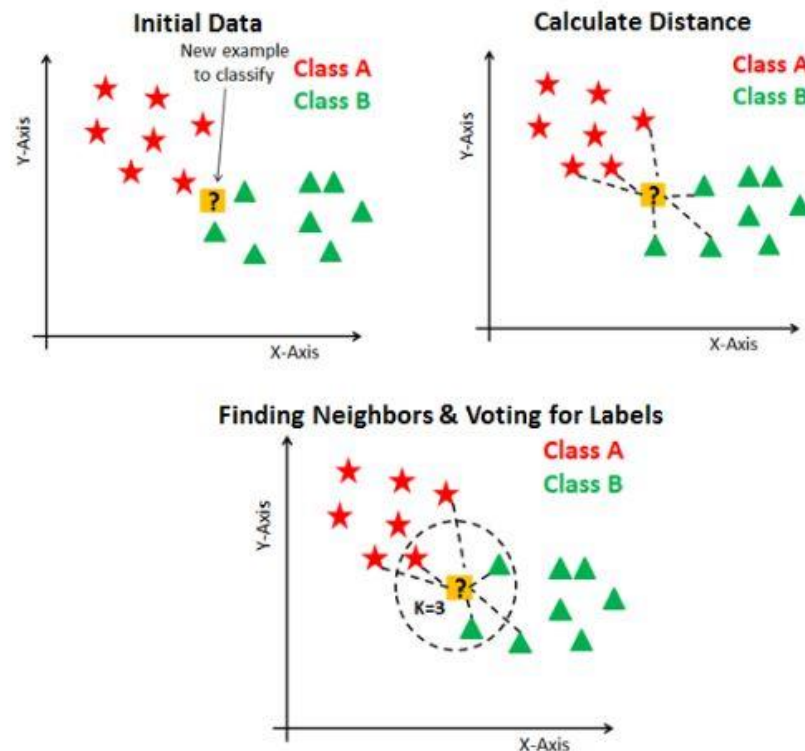 Initial Data
New example
to classify
Class A
Class B
?
Y-Axis
X-Axis
Calculate Distance
Class A
Class B
?
Y-Axis
X-Axis
Finding Neighbors & Voting for Labels
Class A
Class B
?
K=3
Y-Axis
X-Axis